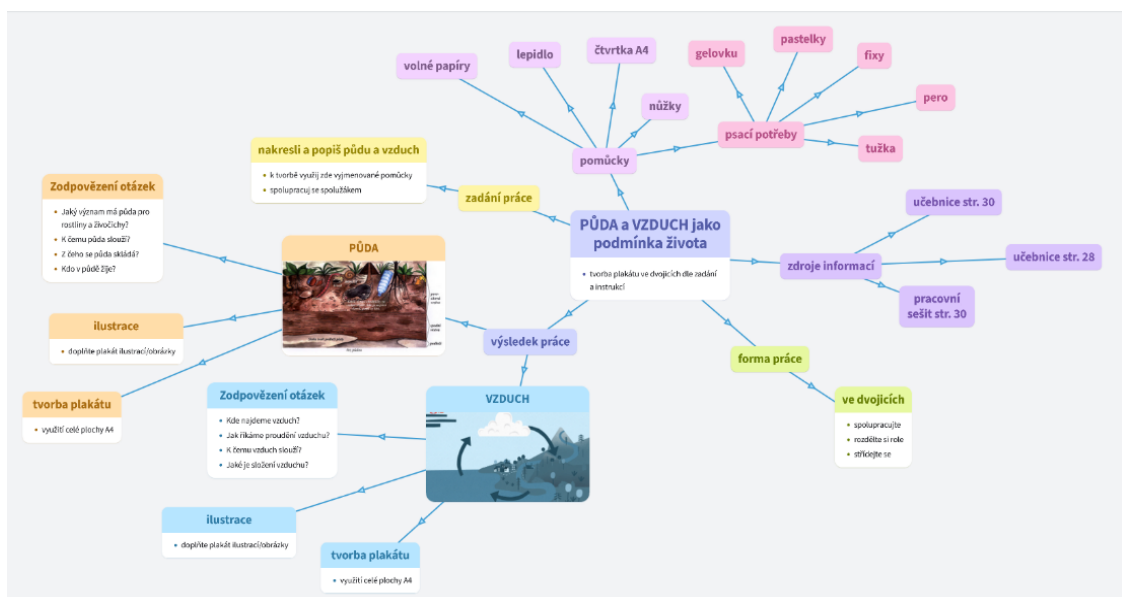 PŮDA a VZDUCH jako
podmínka života
tvorba plakátu ve dvojicích dle zadání
a instrukcí
pomůcky
volné papíry
lepidlo
čtvrtka A4
nůžky
psací potřeby
gelovku
pastelky
fixy
pero
tužka
zdroje informací
učebnice str. 30
učebnice str. 28
pracovní
sešit str. 30
forma práce
ve dvojicích
spolupracujte
rozdělte si role
střídejte se
zadání práce
nakresli a popiš půdu a vzduch
k tvorbě využij zde vyjmenované pomůcky
spolupracuj se spolužákem
výsledek práce
PŮDA
Zodpovězení otázek
Jaký význam má půda pro
rostliny a živočichy?
K čemu půda slouží?
Z čeho se půda skládá?
Kdo v půdě žije?
ilustrace
doplňte plakát ilustrací/obrázky
tvorba plakátu
využití celé plochy A4
VZDUCH
Zodpovězení otázek
Kde najdeme vzduch?
Jak říkáme proudění vzduchu?
K čemu vzduch slouží?
Jaké je složení vzduchu?
ilustrace
doplňte plakát ilustrací/obrázky
tvorba plakátu
využití celé plochy A4